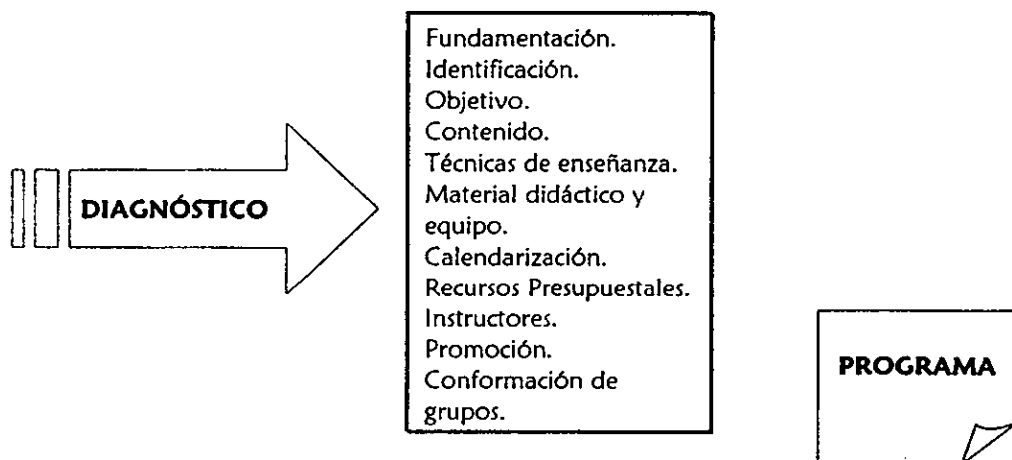 DIAGNÓSTICO
Fundamentación.
Identificación.
Objetivo.
Contenido.
Técnicas de enseñanza.
Material didáctico y
equipo.
Calendarización.
Recursos Presupuestales.
Instructores.
Promoción.
Conformación de
grupos.
PROGRAMA